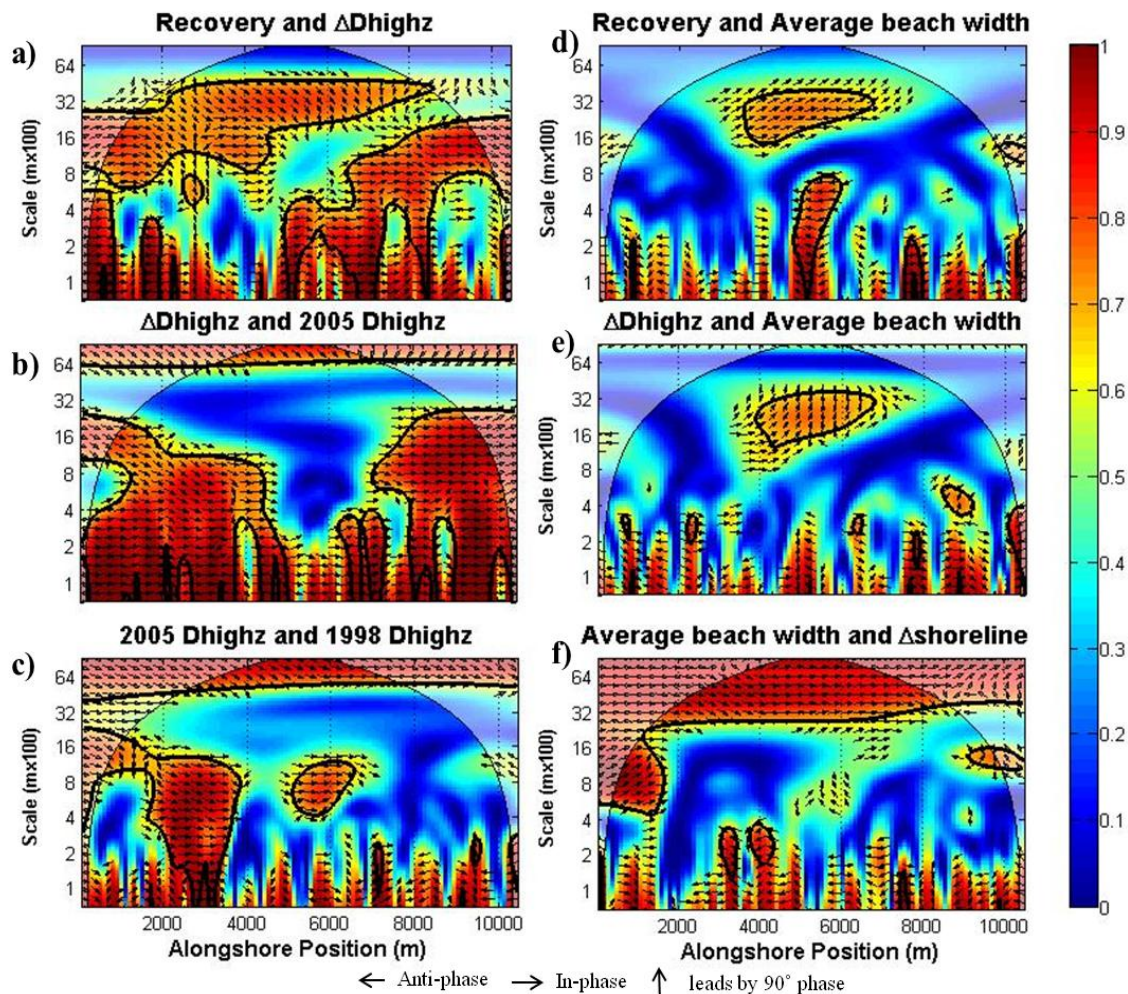 Recovery and ΔDhighz
Recovery and Average beach width
a)
d)
Scale (m×100)
64
32
16
8
4
2
1
Scale (m×100)
64
32
16
8
4
2
1
ΔDhighz and 2005 Dhighz
ΔDhighz and Average beach width
b)
e)
Scale (m×100)
64
32
16
8
4
2
1
Scale (m×100)
64
32
16
8
4
2
1
2005 Dhighz and 1998 Dhighz
Average beach width and Δshoreline
c)
f)
Scale (m×100)
64
32
16
8
4
2
1
Scale (m×100)
64
32
16
8
4
2
1
2000 4000 6000 8000 10000
2000 4000 6000 8000 10000
Alongshore Position (m)
Alongshore Position (m)
1
0.9
0.8
0.7
0.6
0.5
0.4
0.3
0.2
0.1
0
← Anti-phase → In-phase ↑ leads by 90° phase